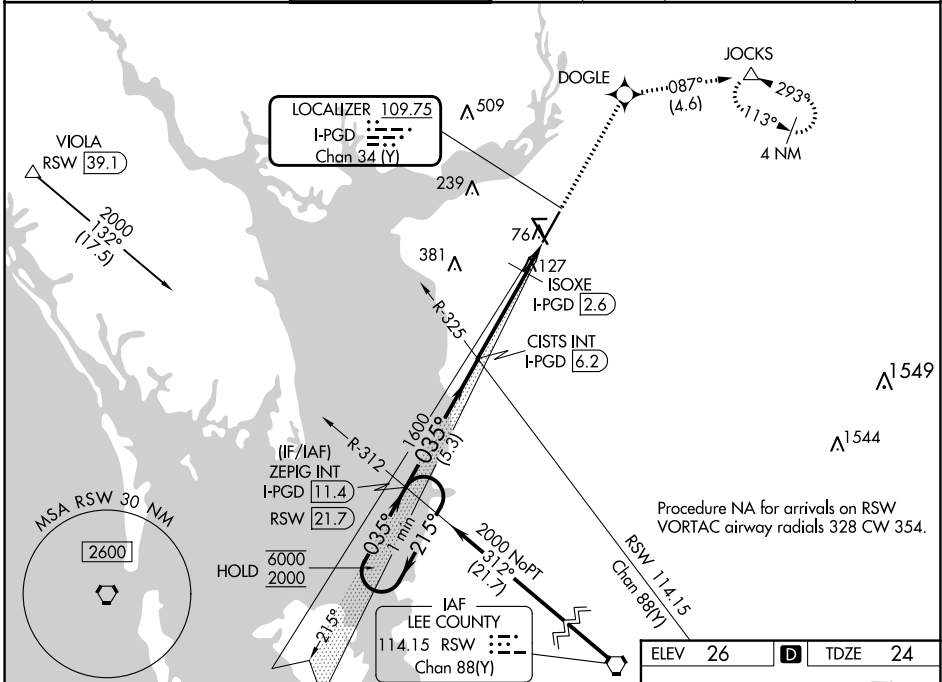 JOCKS
DOGLE
087°
(4.6)
293°
113°
4 NM
LOCALIZER 109.75
I-PGD
Chan 34 (Y)
509
VIOLA
RSW 39.1
2000
132°
(17.5)
239
76
381
127
ISOXE
I-PGD 2.6
R-325
CISTS INT
I-PGD 6.2
1549
1544
1600
035°
(5.3)
R-312
(IF/IAF)
ZEPIG INT
I-PGD 11.4
RSW 21.7
Procedure NA for arrivals on RSW
VORTAC airway radials 328 CW 354.
MSA RSW 30 NM
2600
035°
1 min
215°
2000 NoPT
312°
(21.7)
RSW 114.15
Chan 88(Y)
HOLD 6000
2000
215°
IAF
LEE COUNTY
114.15 RSW
Chan 88(Y)
ELEV 26 D TDZE 24